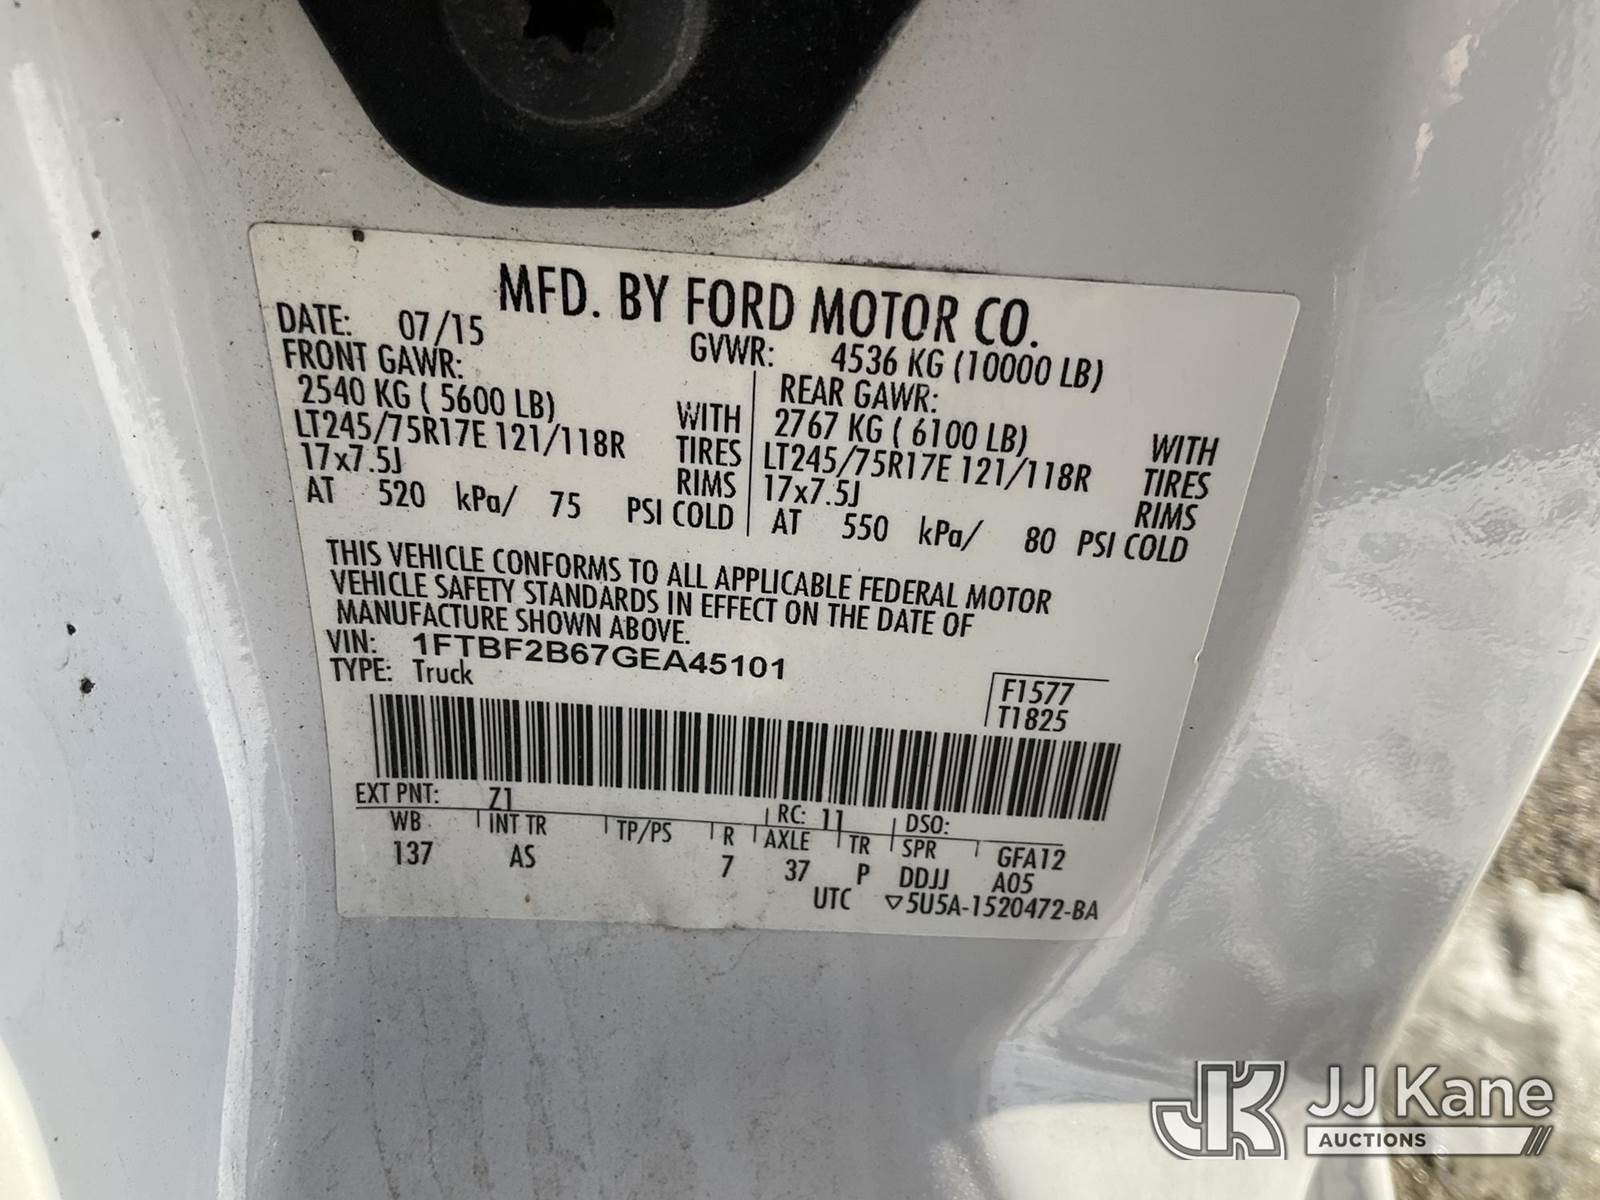 MFD. BY FORD MOTOR CO.
DATE: 07/15
GVWR: 4536 KG (10000 LB)
FRONT GAWR:
2540 KG ( 5600 LB) WITH
LT245/75R17E 121/118R TIRES
17x7.5J RIMS
AT 520 kPa/ 75 PSI COLD
REAR GAWR:
2767 KG ( 6100 LB) WITH
LT245/75R17E 121/118R TIRES
17x7.5J RIMS
AT 550 kPa/ 80 PSI COLD
THIS VEHICLE CONFORMS TO ALL APPLICABLE FEDERAL MOTOR
VEHICLE SAFETY STANDARDS IN EFFECT ON THE DATE OF
MANUFACTURE SHOWN ABOVE.
VIN: 1FTBF2B67GEA45101
TYPE: Truck
F1577
T1825
EXT PNT: Z1 RC: 11 DSO:
WB INT TR TP/PS R AXLE TR SPR GFA12
137 AS 7 37 P DDJJ A05
UTC ▽5U5A-1520472-BA
JK JJ Kane
AUCTIONS